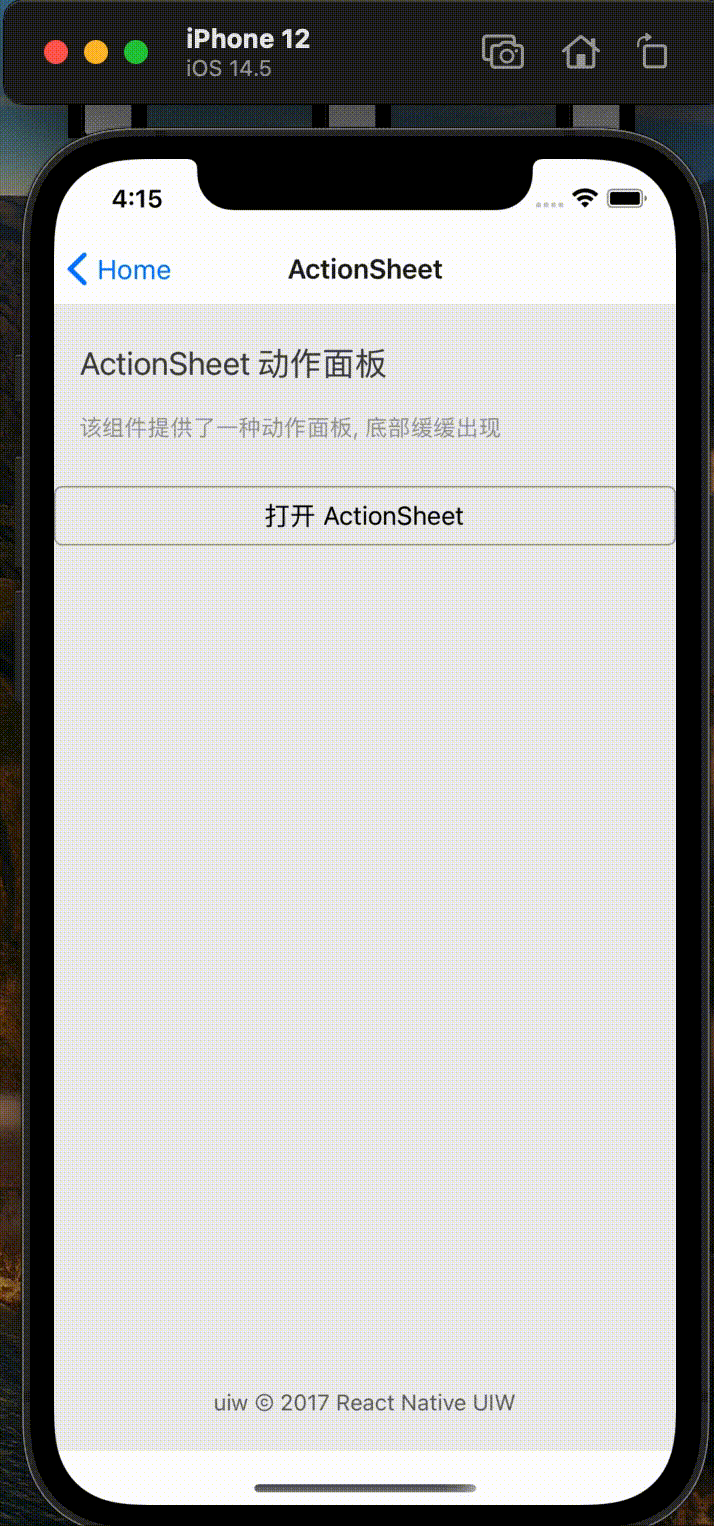 iPhone 12
iOS 14.5
4:15
Home
ActionSheet
ActionSheet 动作面板
该组件提供了一种动作面板, 底部缓缓出现
打开 ActionSheet
uiw © 2017 React Native UIW